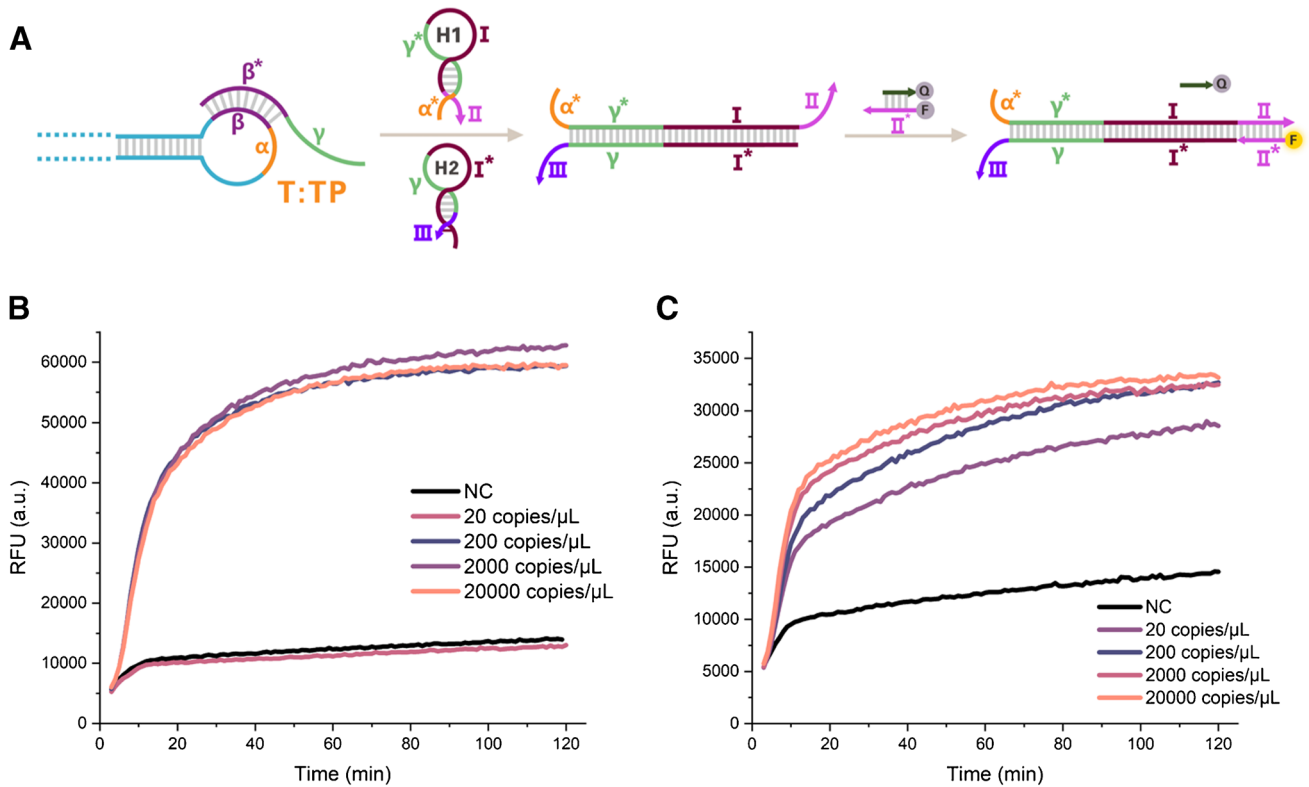 A
β*
β
α
γ
T:TP
γ*
H1
I
α*
II
H2
I*
γ
III
α*
γ*
I
II
γ
I*
III
Q
F
II*
Q
α*
γ*
I
II
γ
I*
II*
F
III
B
RFU (a.u.)
60000
50000
40000
30000
20000
10000
0
NC
20 copies/µL
200 copies/µL
2000 copies/µL
20000 copies/µL
0 20 40 60 80 100 120
Time (min)
C
RFU (a.u.)
35000
30000
25000
20000
15000
10000
5000
0
NC
20 copies/µL
200 copies/µL
2000 copies/µL
20000 copies/µL
0 20 40 60 80 100 120
Time (min)